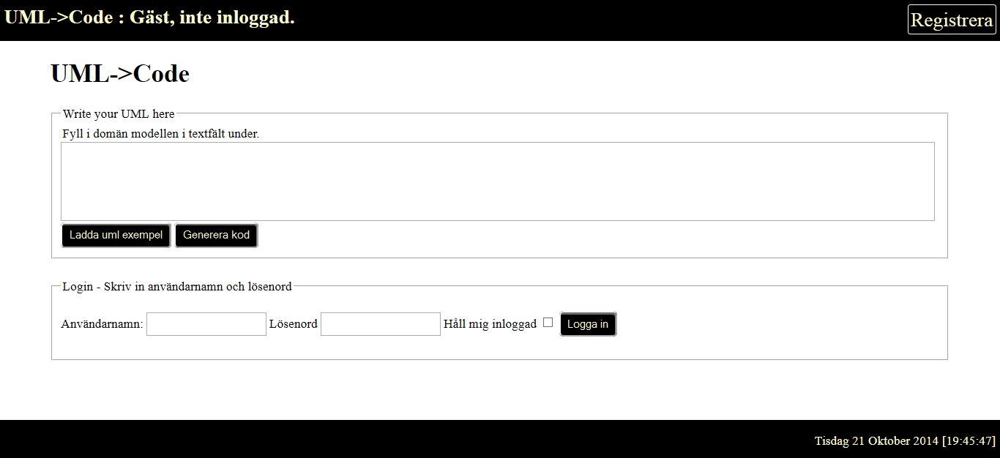 UML->Code : Gäst, inte inloggad.
Registrera
UML->Code
Write your UML here
Fyll i domän modellen i textfält under.
Ladda uml exempel Generera kod
Login - Skriv in användarnamn och lösenord
Användarnamn: Lösenord Håll mig inloggad Logga in
Tisdag 21 Oktober 2014 [19:45:47]